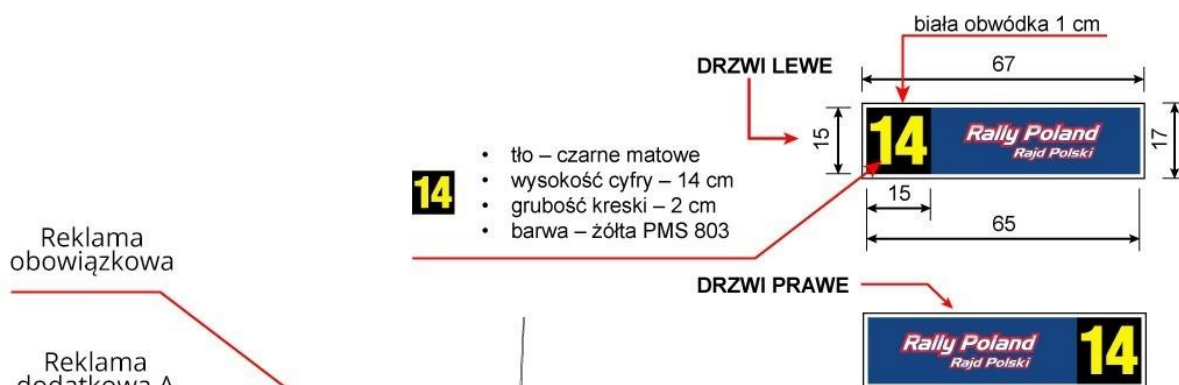 biała obwódka 1 cm
DRZWI LEWE
67
15
14
Rally Poland
Rajd Polski
17
15
65
14
• tło – czarne matowe
• wysokość cyfry – 14 cm
• grubość kreski – 2 cm
• barwa – żółta PMS 803
Reklama
obowiązkowa
DRZWI PRAWE
Rally Poland
Rajd Polski
14
Reklama
dodatkowa A